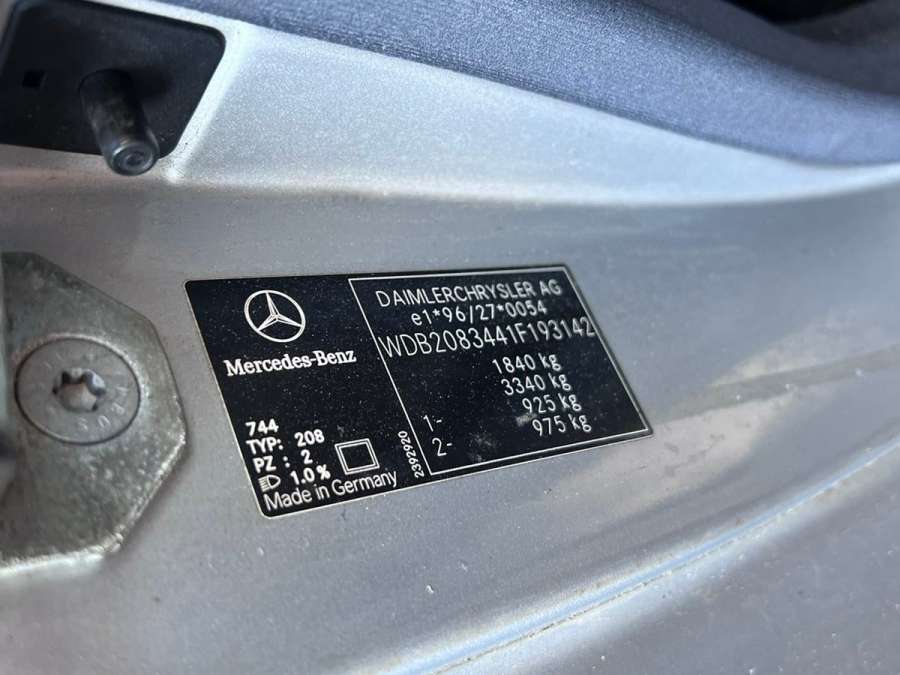 Mercedes-Benz
744
TYP: 208
PZ : 2
1.0 %
Made in Germany
2392920
DAIMLERCHRYSLER AG
e1*96/27*0054
WDB2083441F193142
1840 kg
3340 kg
1- 925 kg
2- 975 kg